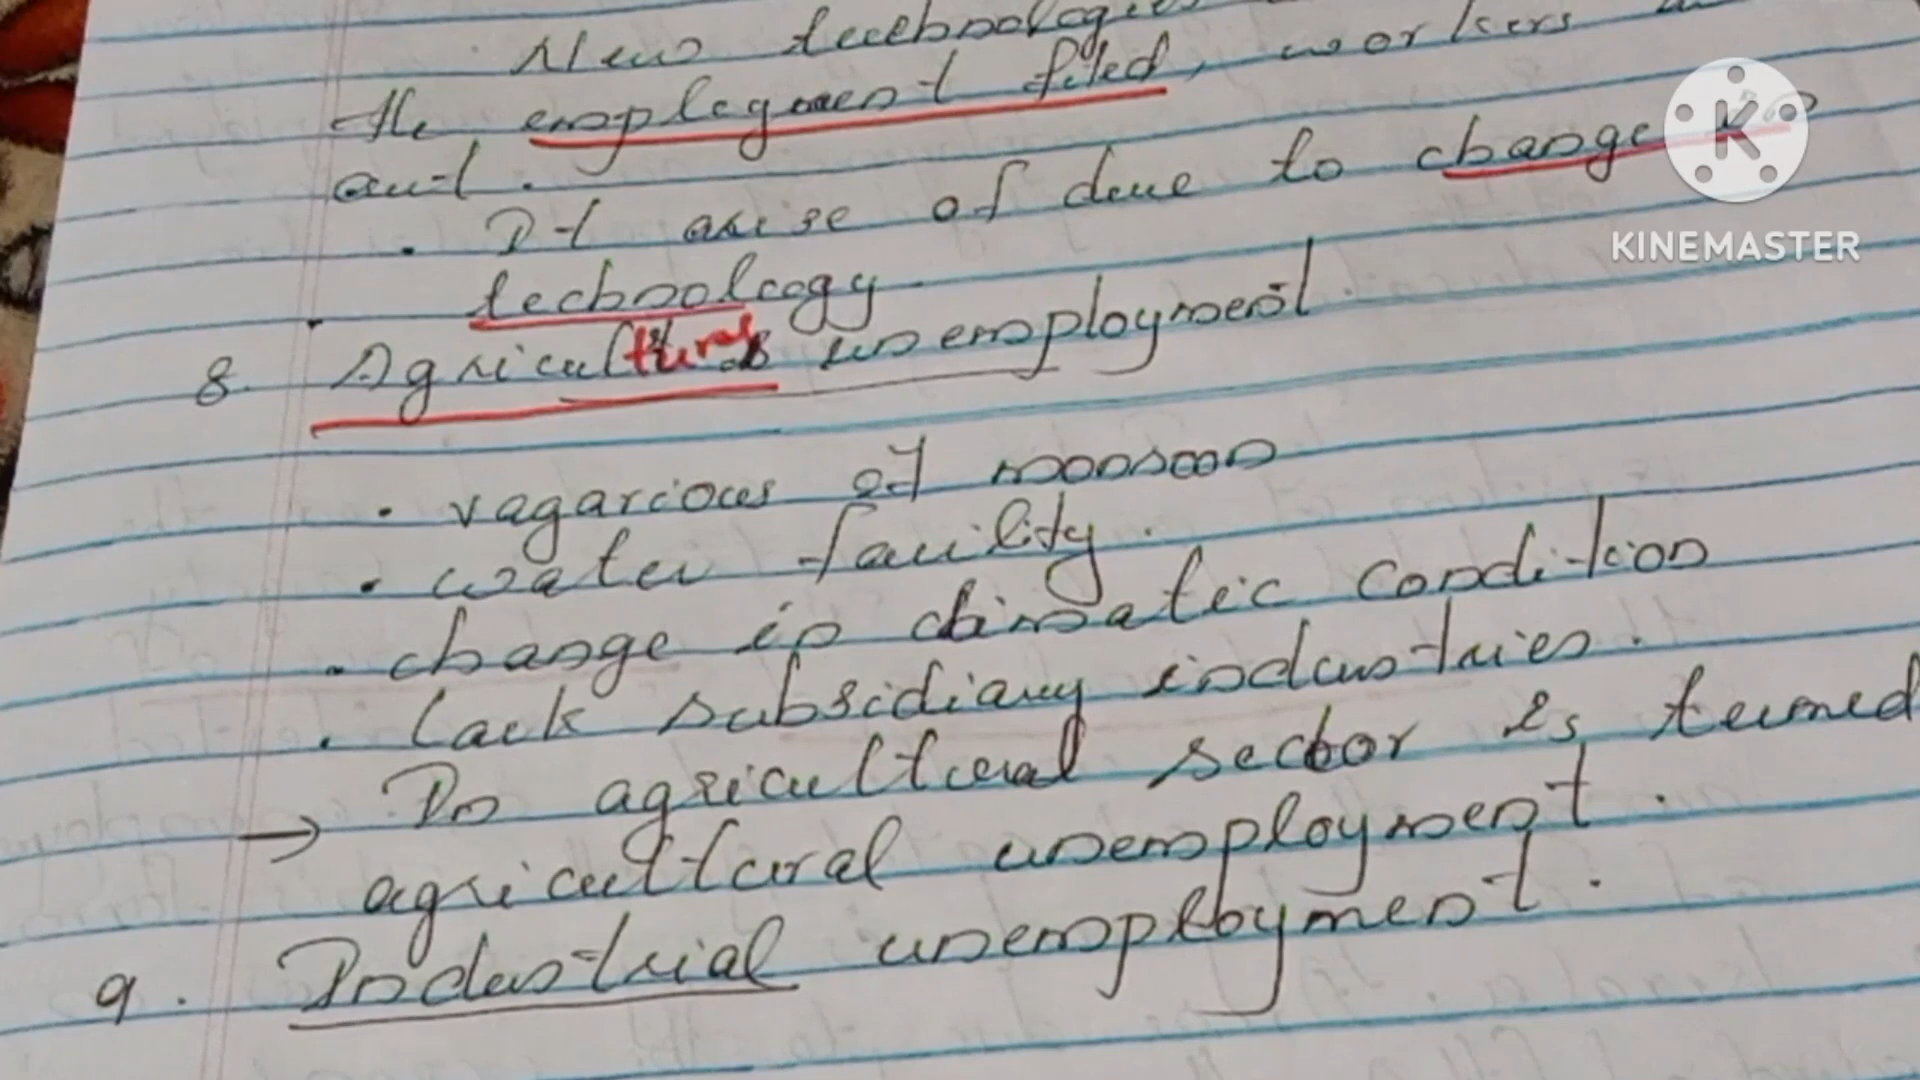 New technologies
the employment filed, workers
out.
. It arise of due to change
technology
8. Agricultural unemployment.
. vagarious of monsoon
. water facility.
. change in climatic condition
. lack subsidiary industries.
→ In agricultural sector is termed
agricultural unemployment.
9. Industrial unemployment.
KINEMASTER